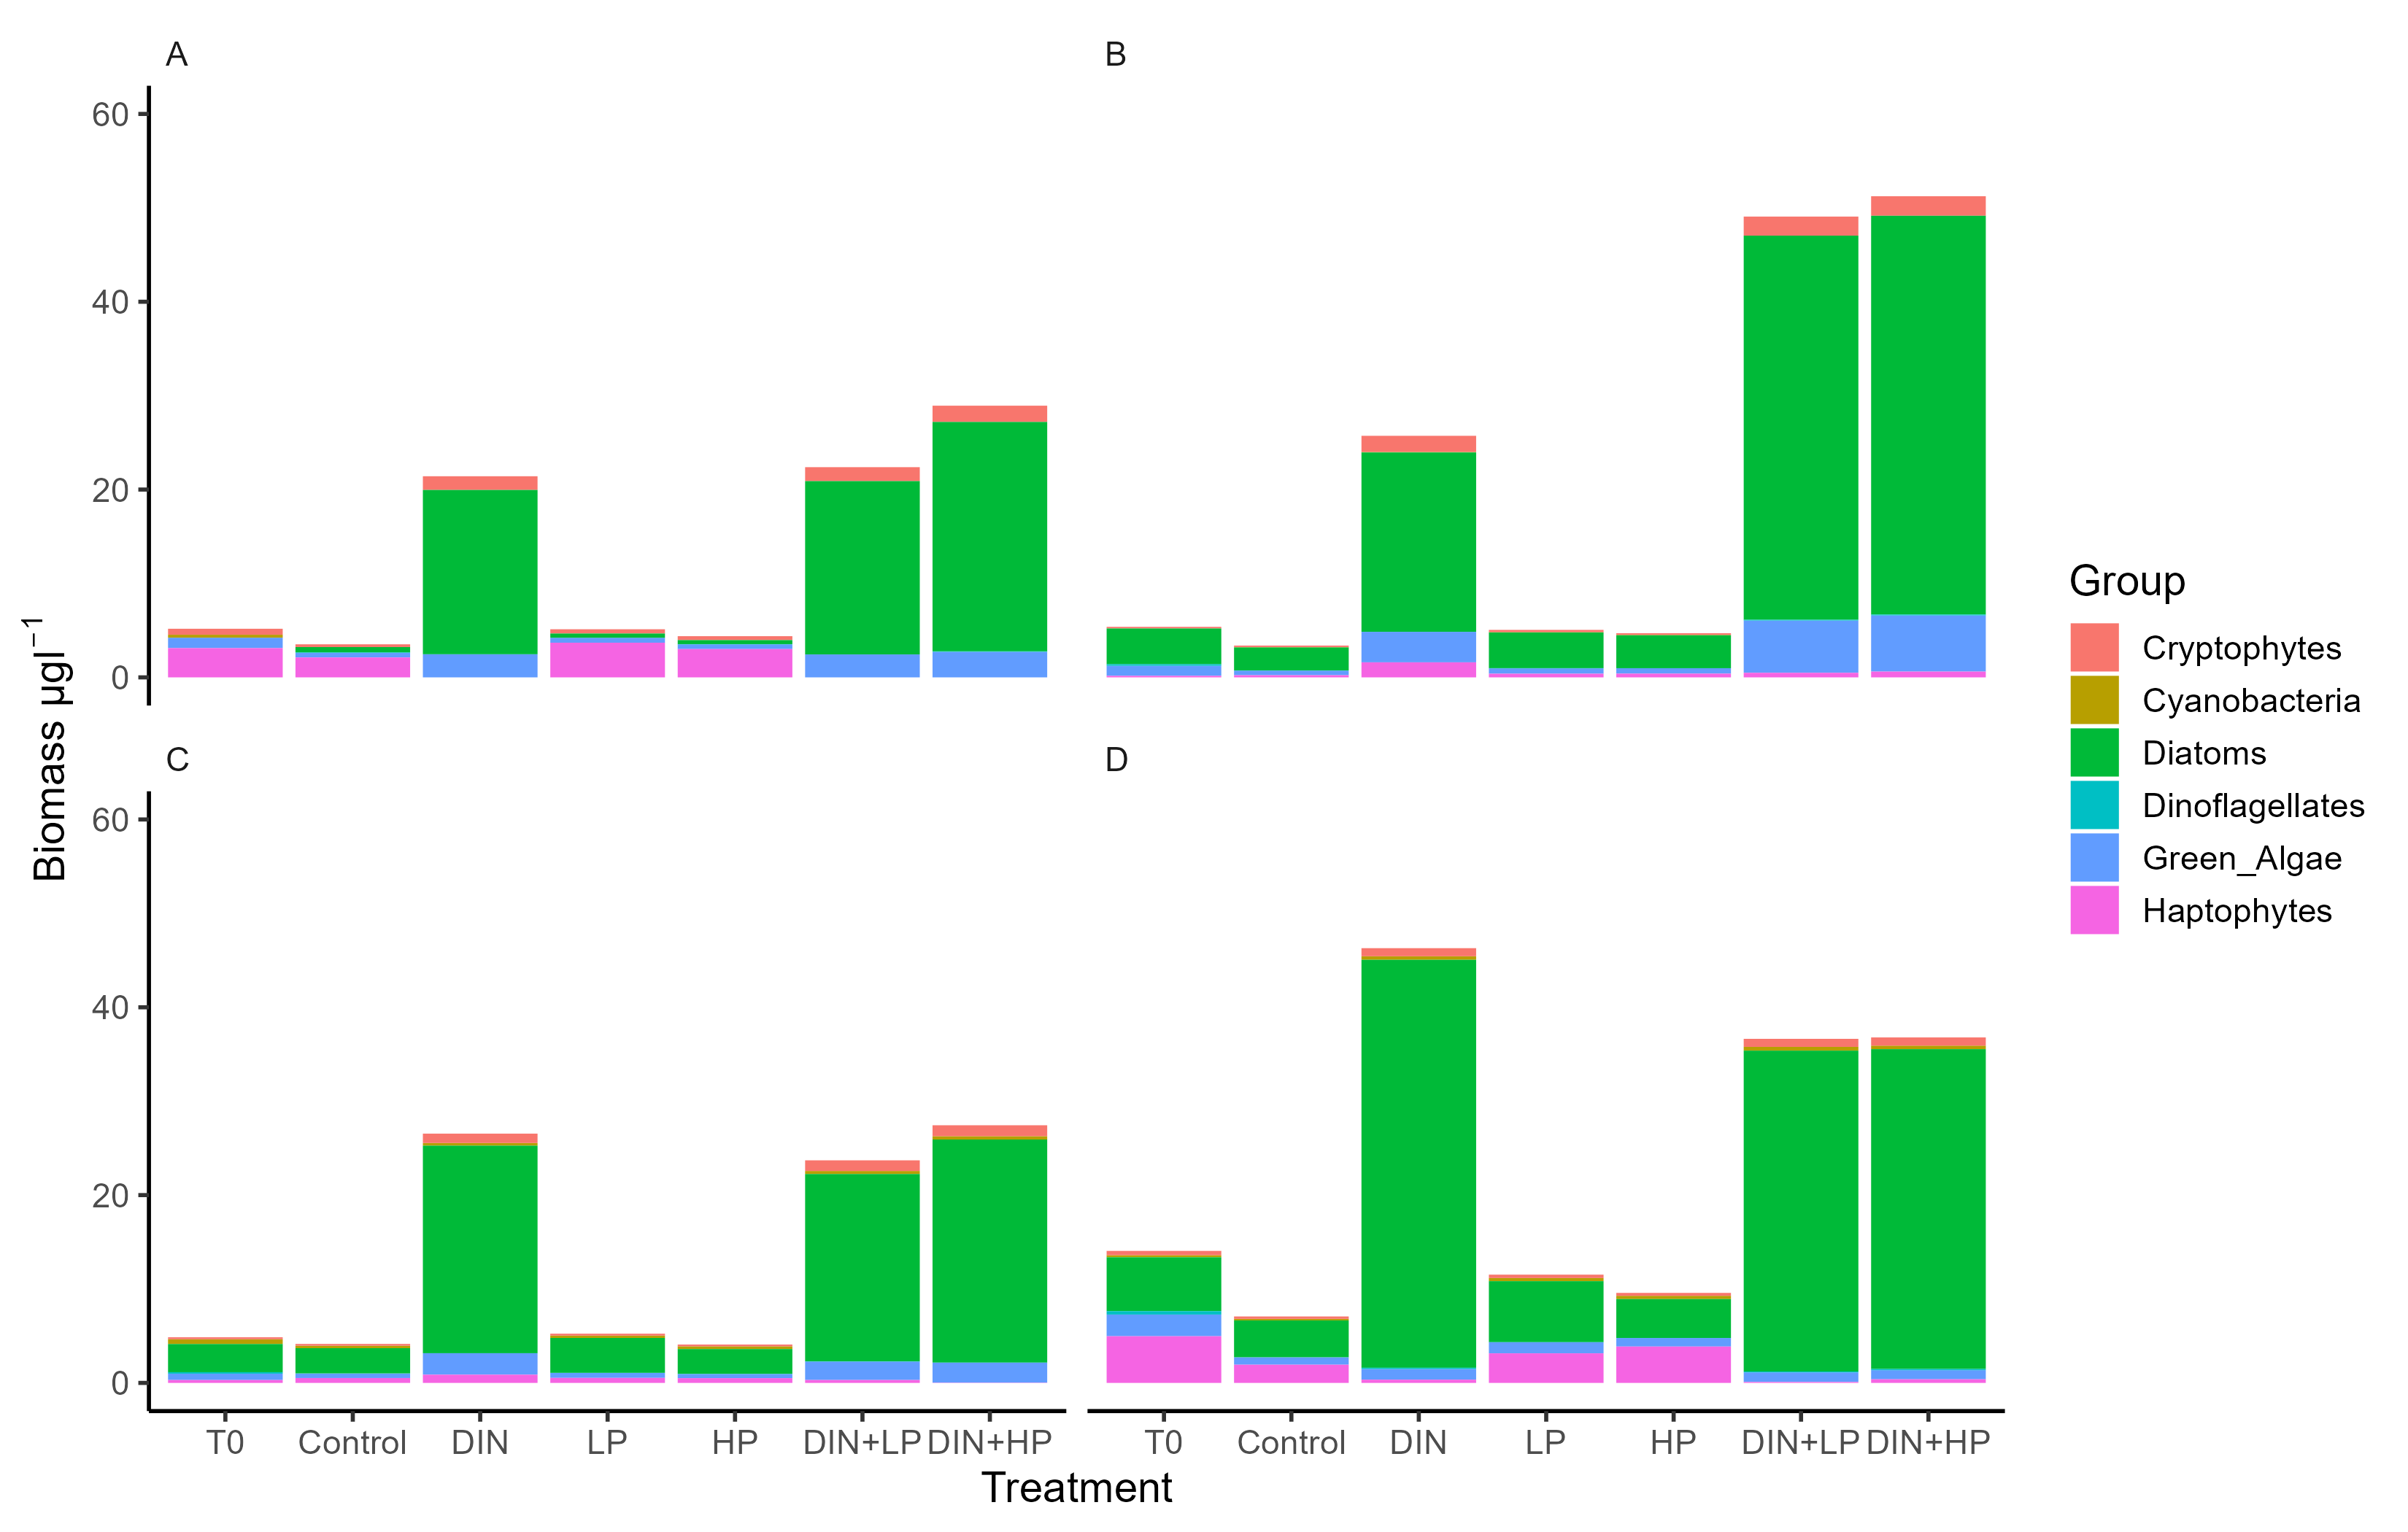 A
B
60
40
20
0
C
D
60
40
20
0
Biomass µgl⁻¹
T0 Control DIN LP HP DIN+LP DIN+HP
T0 Control DIN LP HP DIN+LP DIN+HP
Treatment
Group
Cryptophytes
Cyanobacteria
Diatoms
Dinoflagellates
Green_Algae
Haptophytes